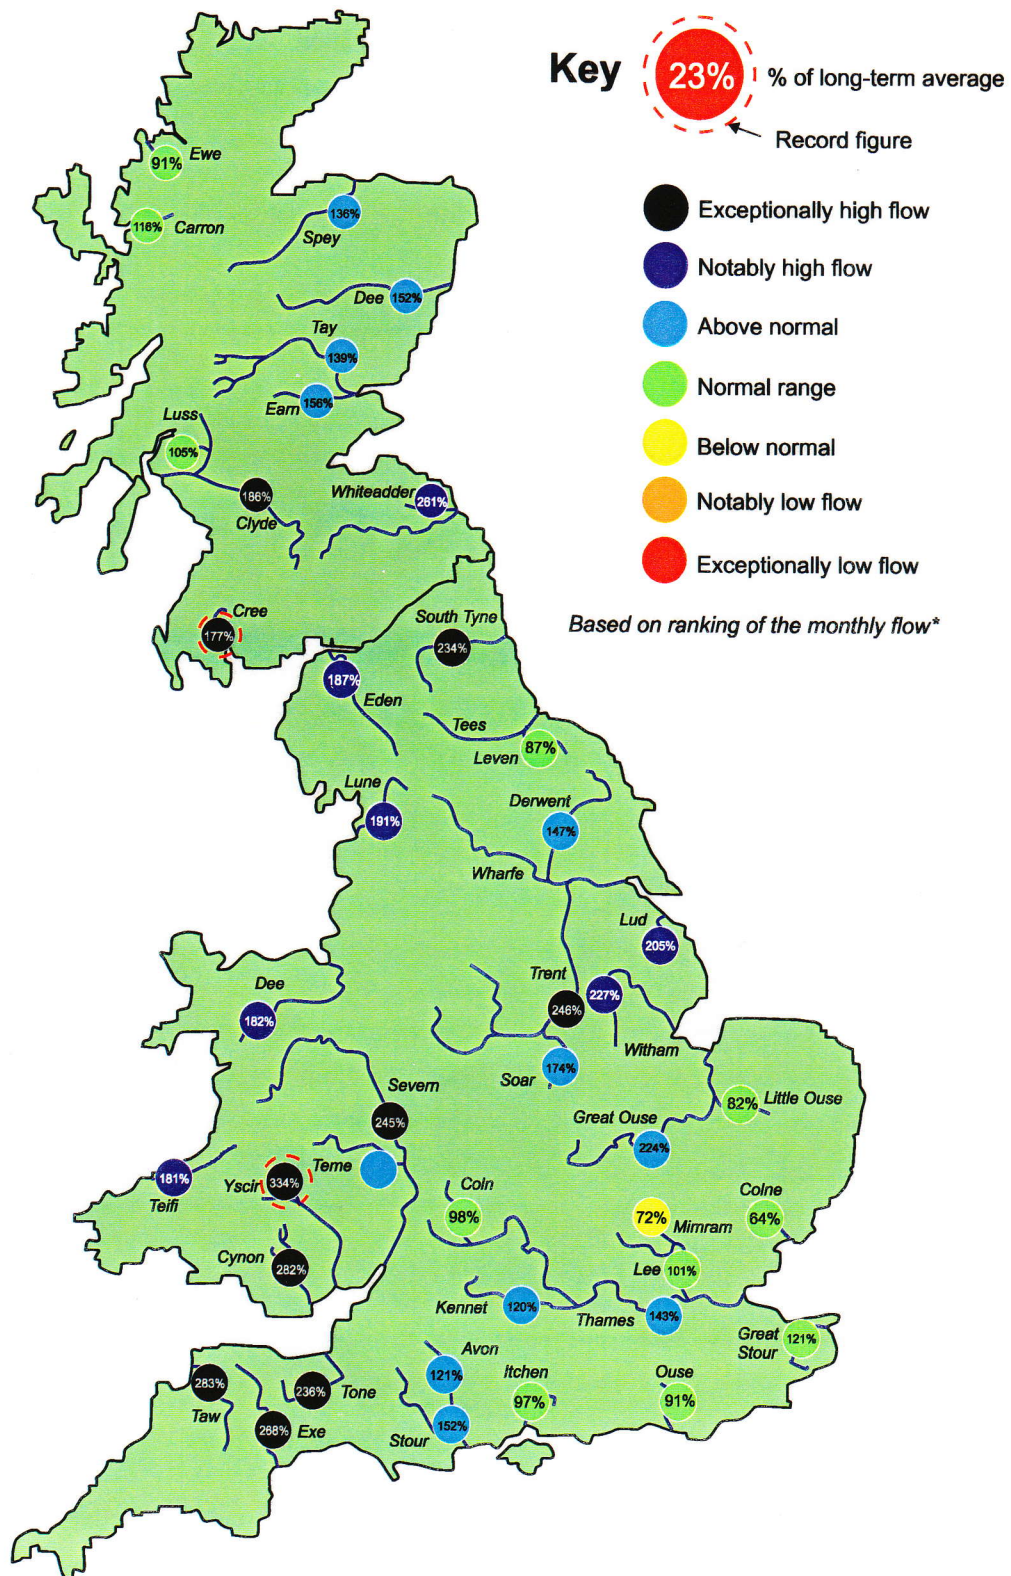 Key
23%
% of long-term average
Record figure
Exceptionally high flow
Notably high flow
Above normal
Normal range
Below normal
Notably low flow
Exceptionally low flow
Based on ranking of the monthly flow*
Ewe
91%
Carron
116%
Spey
136%
Dee
152%
Tay
139%
Earn
156%
Luss
105%
Clyde
186%
Whiteadder
261%
Cree
177%
South Tyne
234%
Eden
187%
Tees
Leven
87%
Lune
191%
Derwent
147%
Wharfe
Lud
205%
Trent
246%
227%
Witham
Dee
182%
Soar
174%
Severn
245%
Great Ouse
224%
Little Ouse
82%
Teme
Yscir
334%
Teifi
181%
Coln
98%
72%
Mimram
Colne
64%
Cynon
282%
Lee
101%
Kennet
120%
Thames
143%
Great
Stour
121%
Taw
283%
Tone
236%
Exe
268%
Avon
121%
Stour
152%
Itchen
97%
Ouse
91%